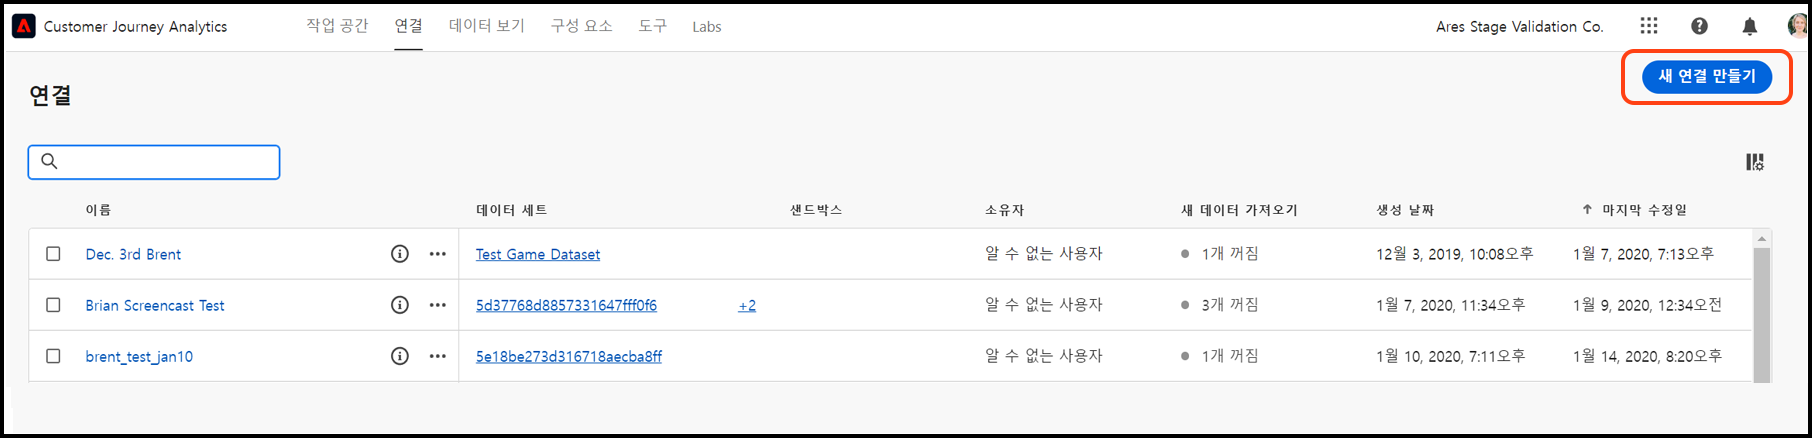 Customer Journey Analytics 작업 공간 연결 데이터 보기 구성 요소 도구 Labs Ares Stage Validation Co.
새 연결 만들기
연결
이름 데이터 세트 샌드박스 소유자 새 데이터 가져오기 생성 날짜 ↑ 마지막 수정일
Dec. 3rd Brent Test Game Dataset 알 수 없는 사용자 1개 꺼짐 12월 3, 2019, 10:08오후 1월 7, 2020, 7:13오후
Brian Screencast Test 5d37768d8857331647fff0f6 +2 알 수 없는 사용자 3개 꺼짐 1월 7, 2020, 11:34오후 1월 9, 2020, 12:34오전
brent_test_jan10 5e18be273d316718aecba8ff 알 수 없는 사용자 1개 꺼짐 1월 10, 2020, 7:11오후 1월 14, 2020, 8:20오후